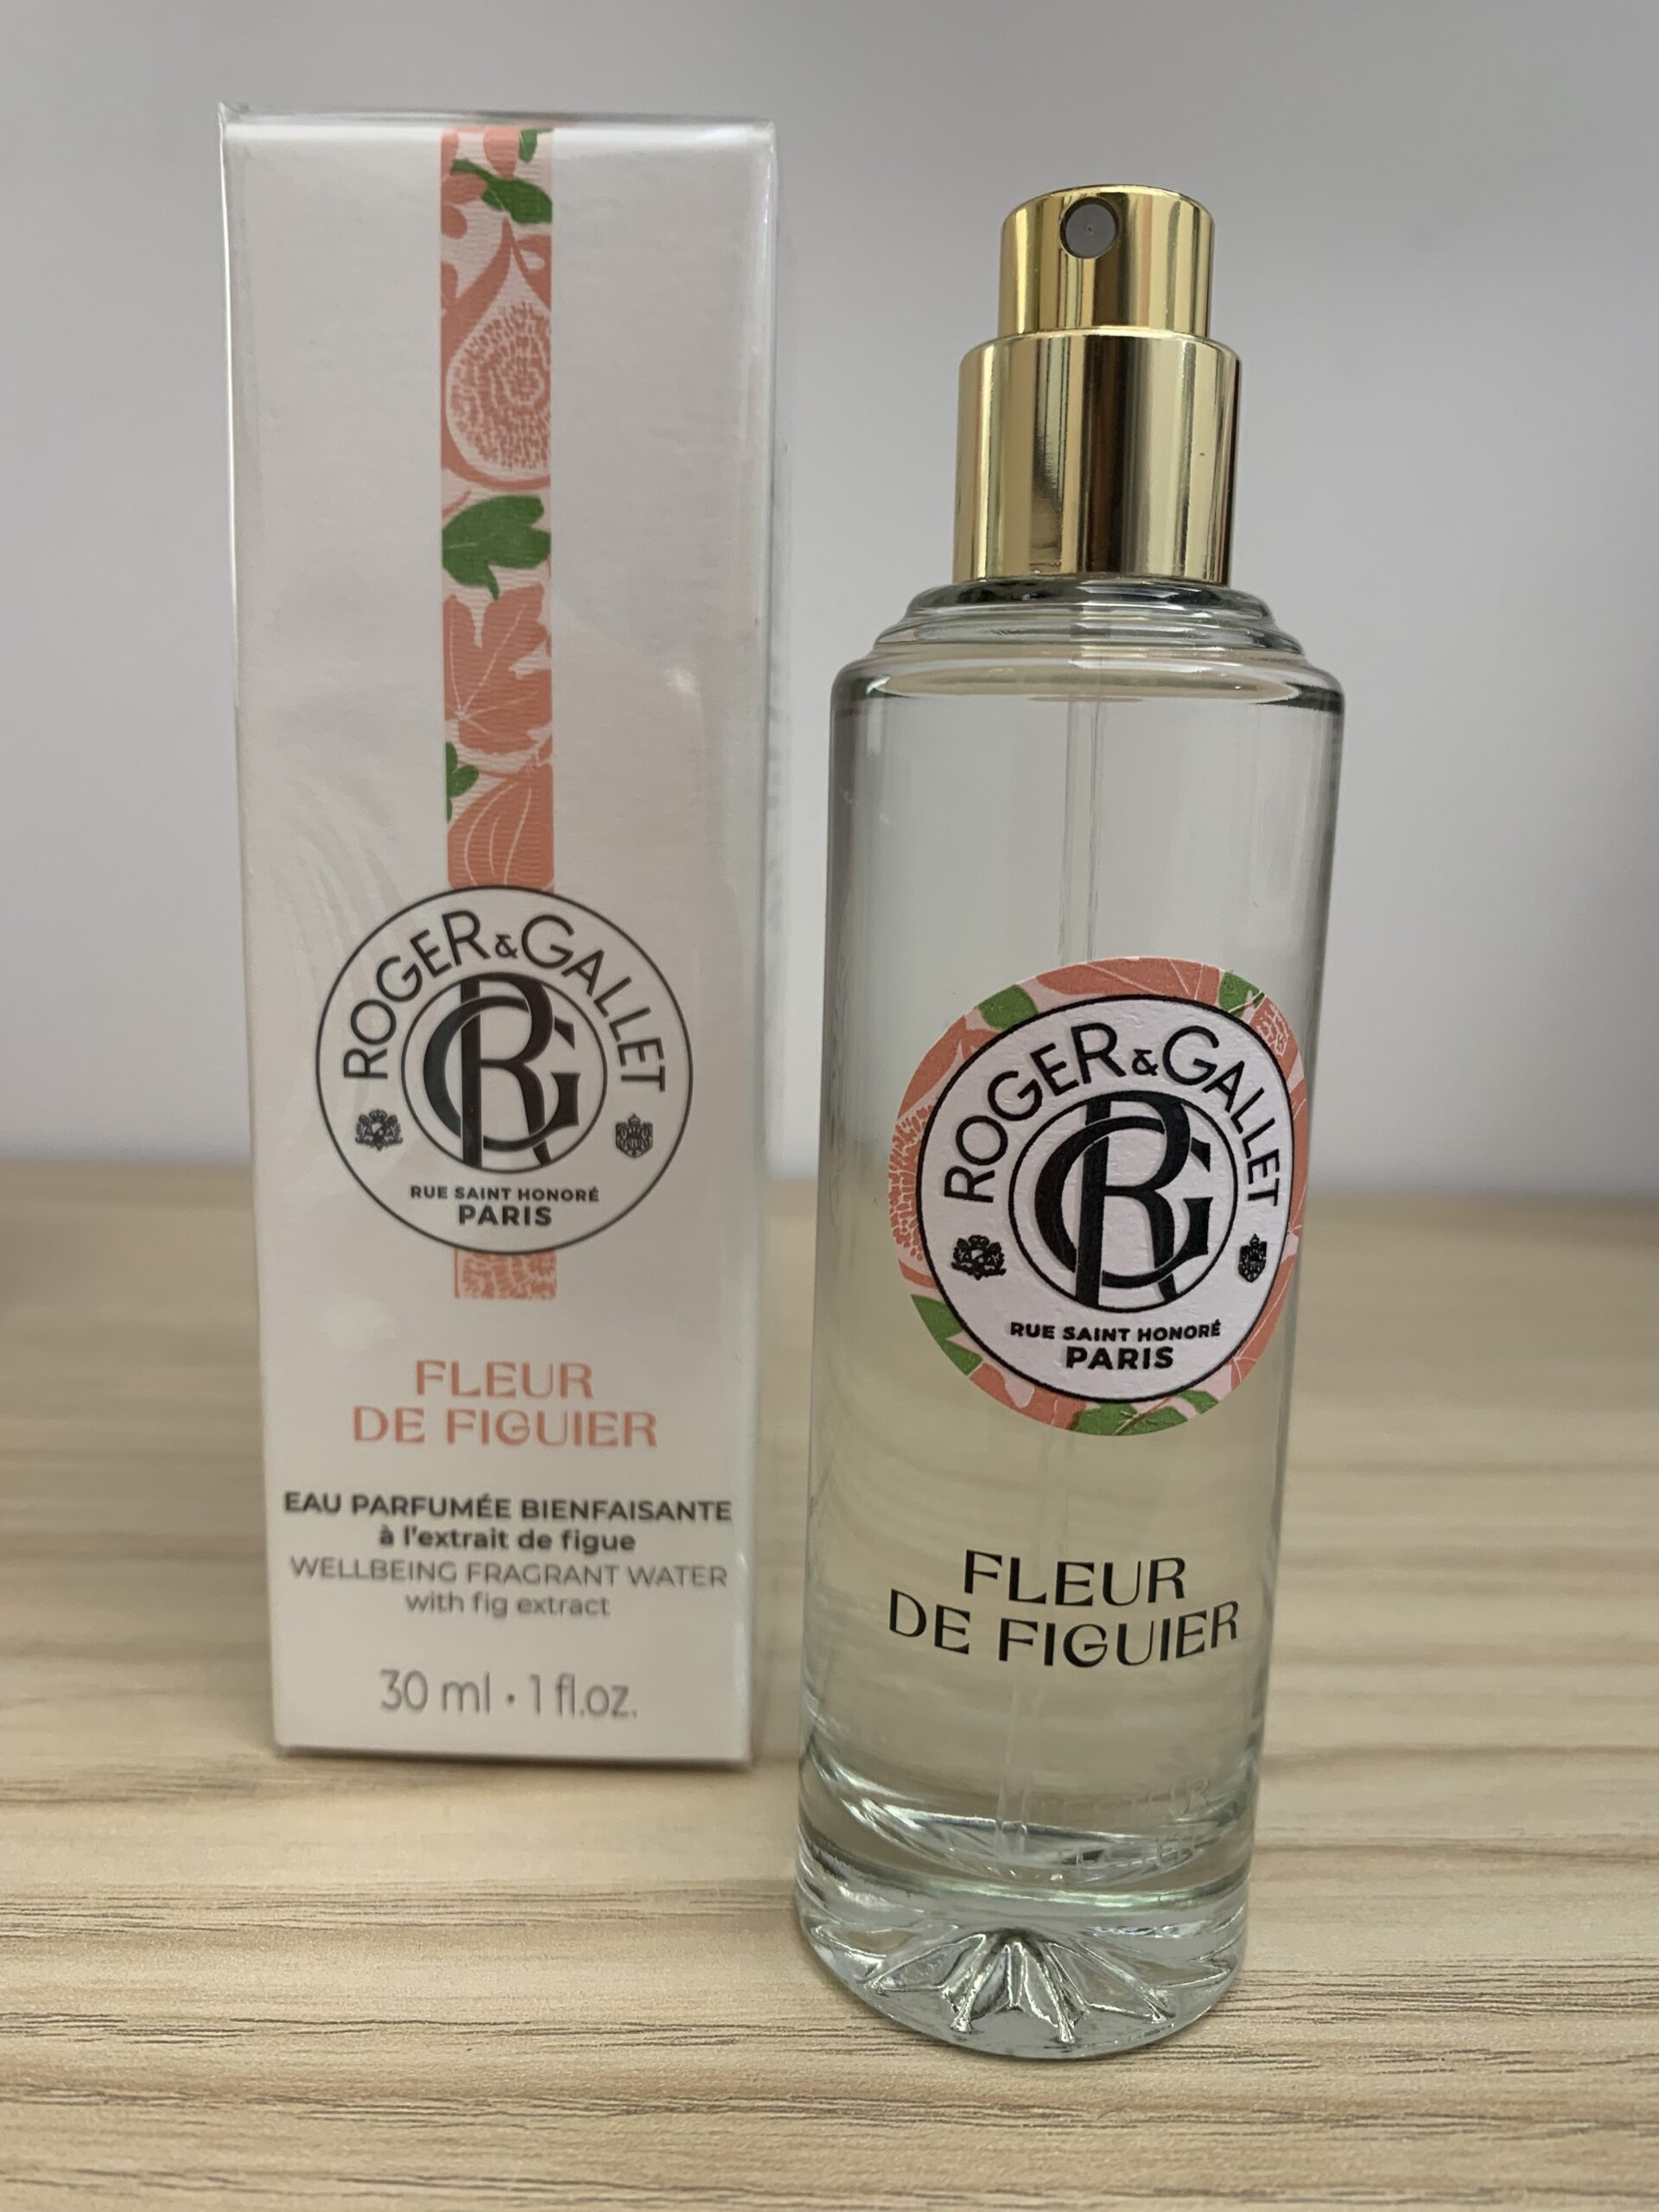 ROGER & GALLET
RG
RUE SAINT HONORÉ
PARIS
FLEUR
DE FIGUIER
EAU PARFUMÉE BIENFAISANTE
à l'extrait de figue
WELLBEING FRAGRANT WATER
with fig extract
30 ml • 1 fl.oz.
ROGER & GALLET
RG
RUE SAINT HONORÉ
PARIS
FLEUR
DE FIGUIER